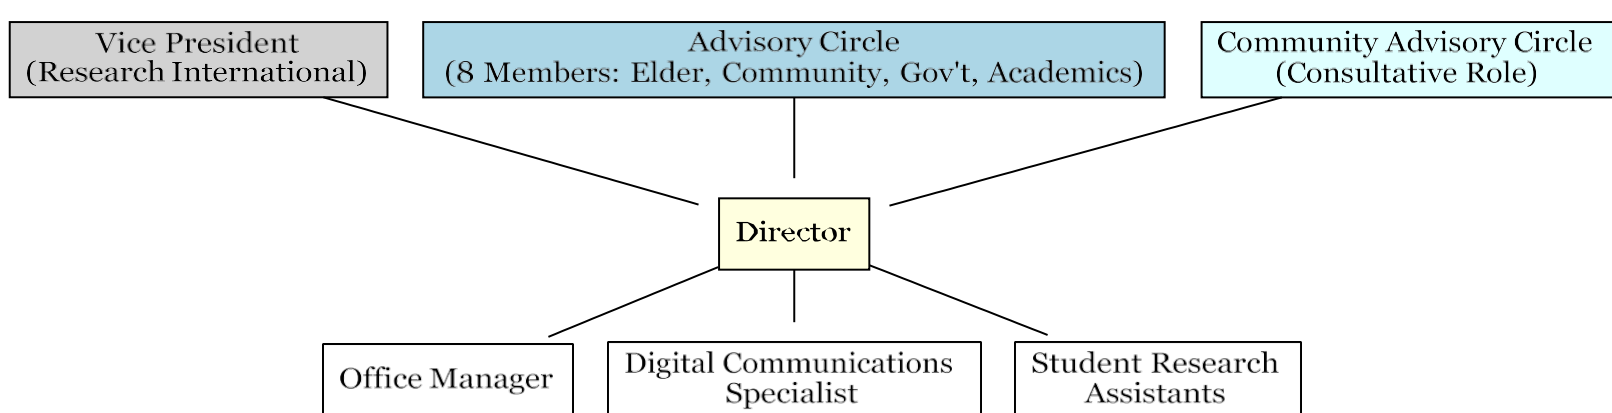 Vice President
(Research International)
Advisory Circle
(8 Members: Elder, Community, Gov't, Academics)
Community Advisory Circle
(Consultative Role)
Director
Office Manager
Digital Communications
Specialist
Student Research
Assistants